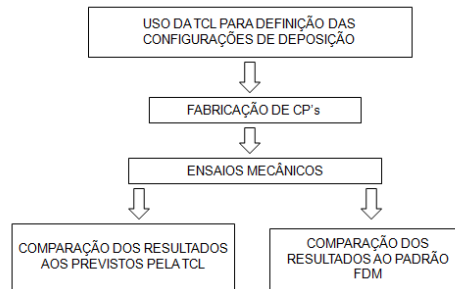 USO DA TCL PARA DEFINIÇÃO DAS
CONFIGURAÇÕES DE DEPOSIÇÃO
FABRICAÇÃO DE CP's
ENSAIOS MECÂNICOS
COMPARAÇÃO DOS RESULTADOS
AOS PREVISTOS PELA TCL
COMPARAÇÃO DOS
RESULTADOS AO PADRÃO
FDM